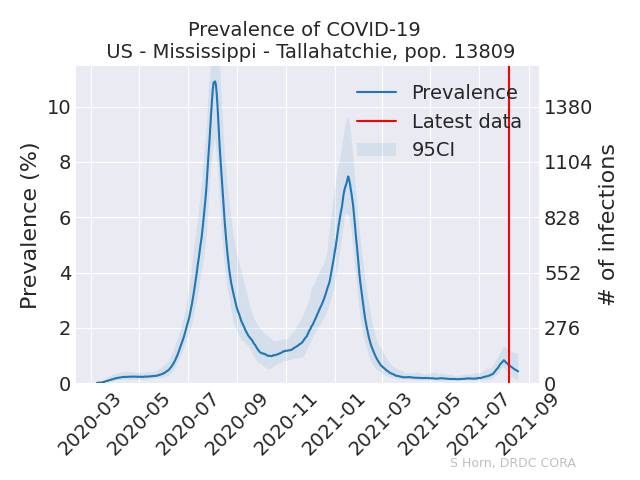 Prevalence of COVID-19
US - Mississippi - Tallahatchie, pop. 13809
Prevalence
Latest data
95CI
Prevalence (%)
10
8
6
4
2
0
1380
1104
828
552
276
0
# of infections
2020-03
2020-05
2020-07
2020-09
2020-11
2021-01
2021-03
2021-05
2021-07
2021-09
S Horn, DRDC CORA